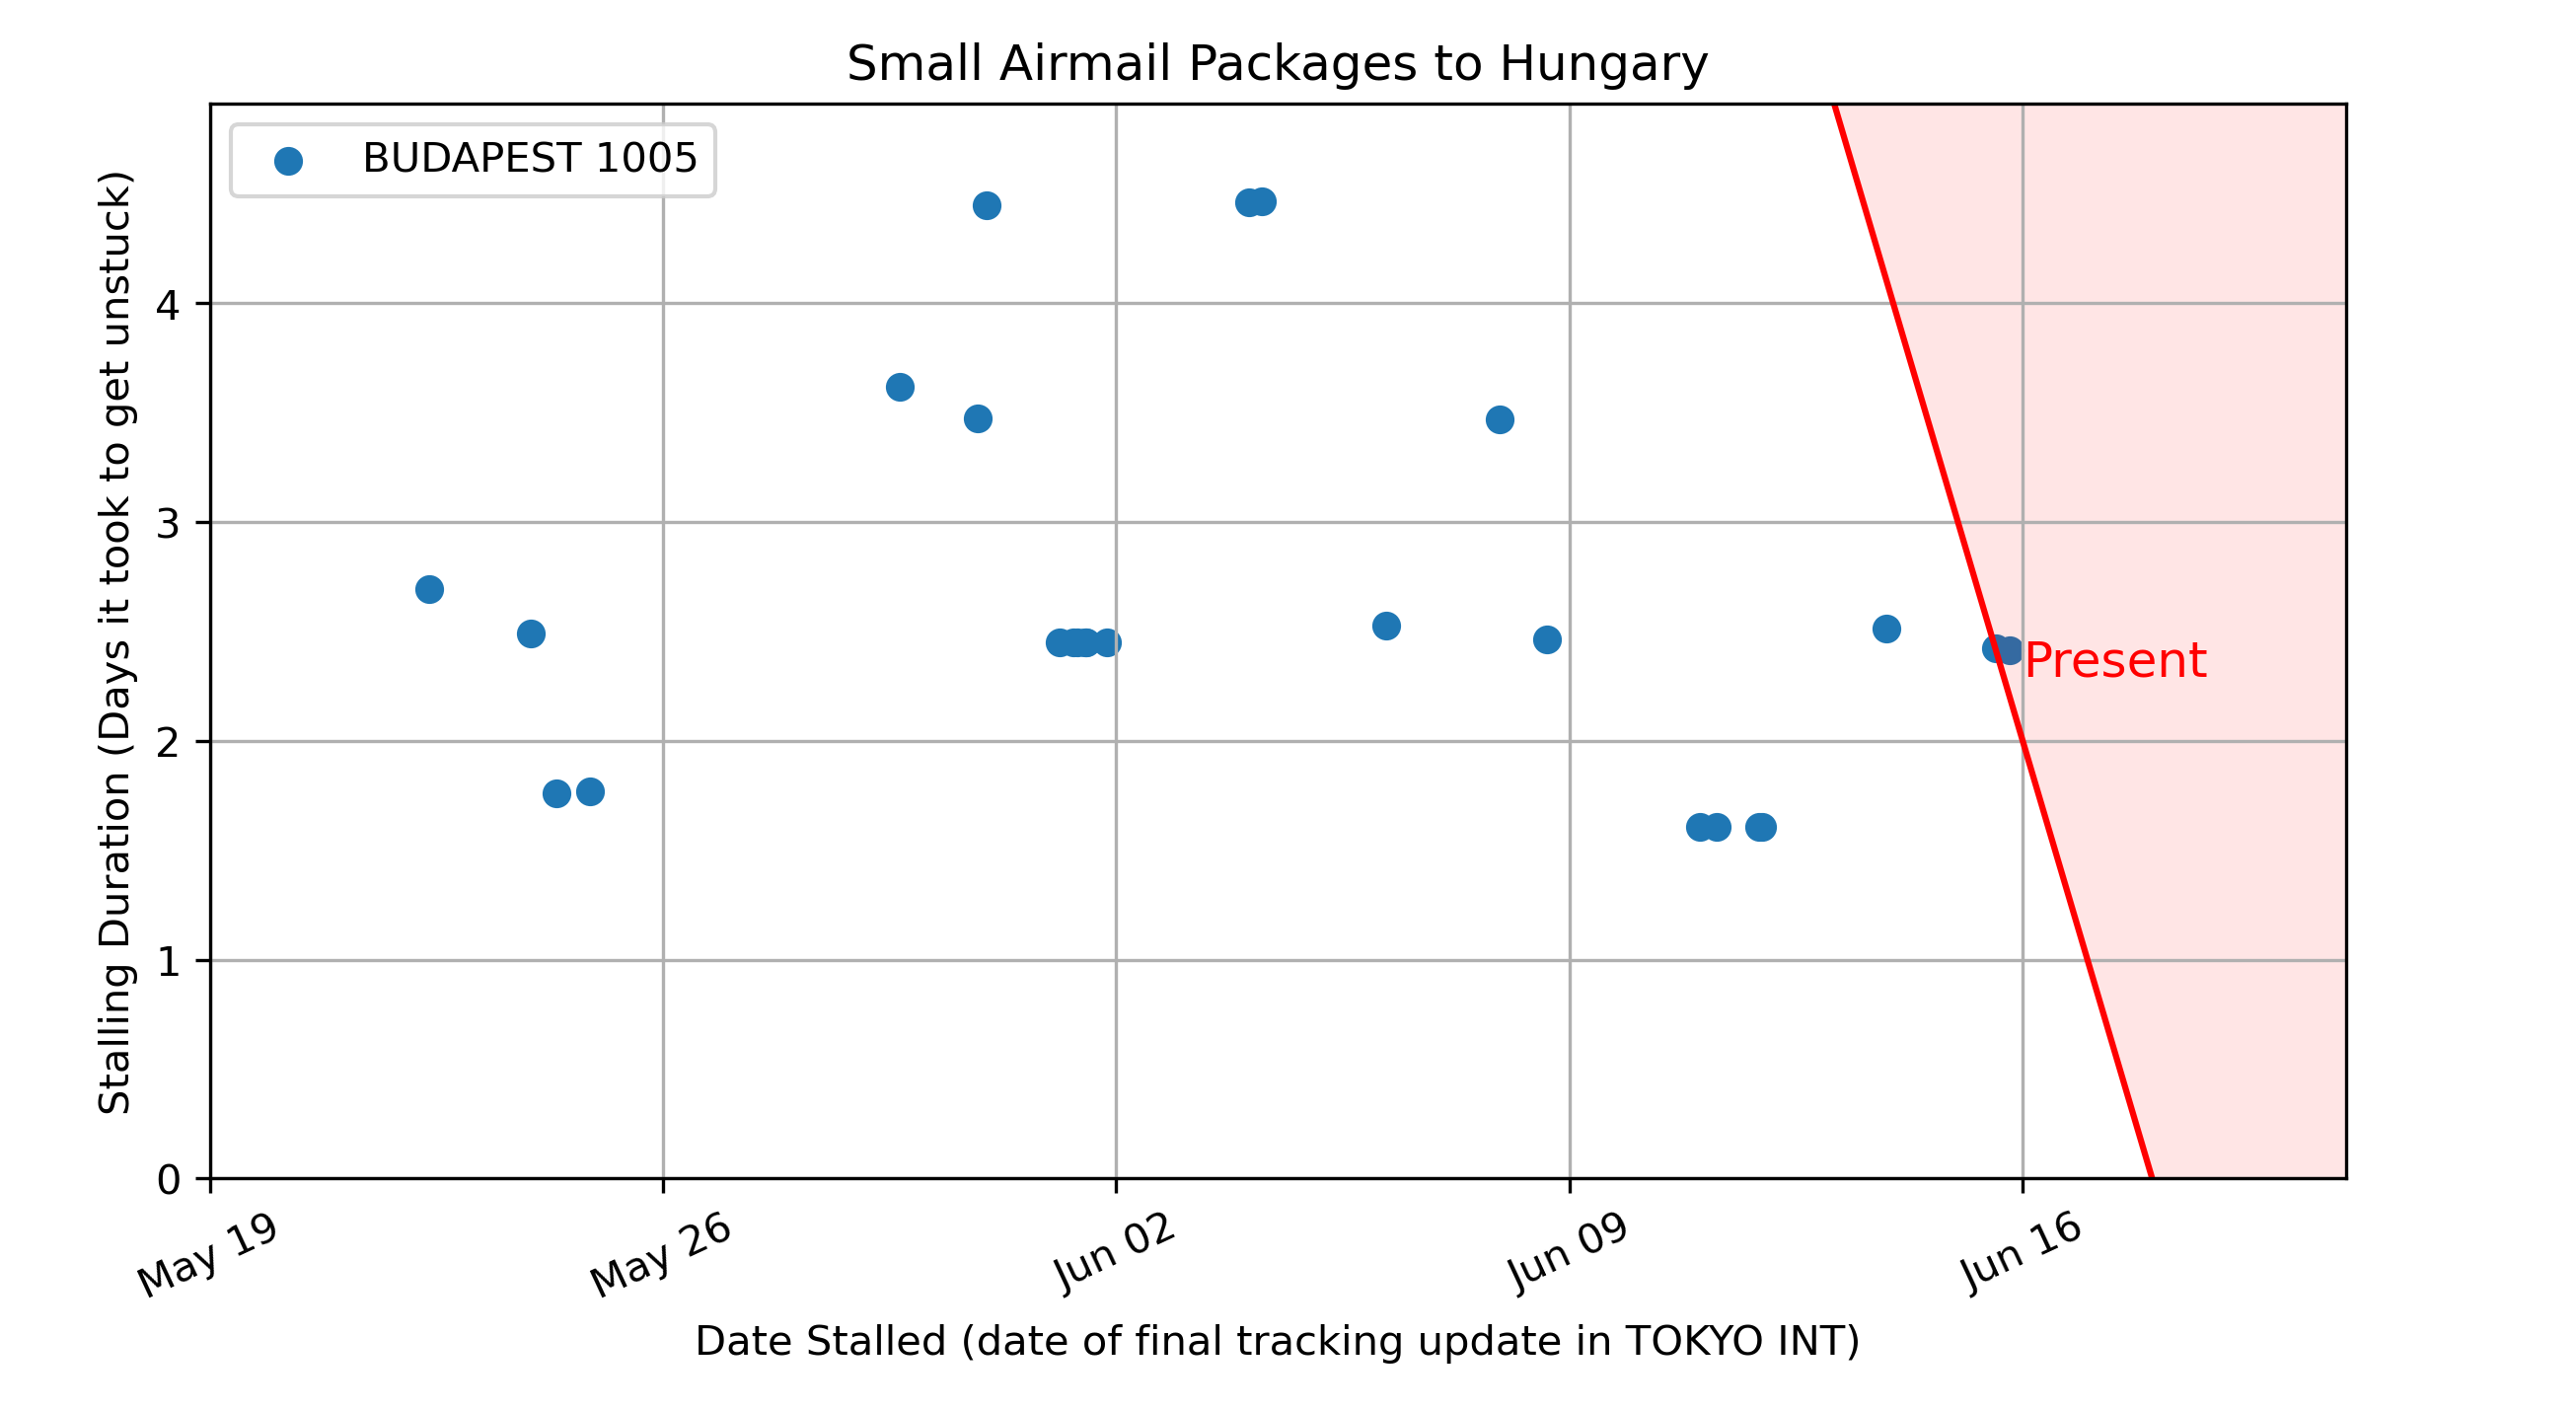 Small Airmail Packages to Hungary
BUDAPEST 1005
Stalling Duration (Days it took to get unstuck)
4
3
2
1
0
Present
May 19
May 26
Jun 02
Jun 09
Jun 16
Date Stalled (date of final tracking update in TOKYO INT)